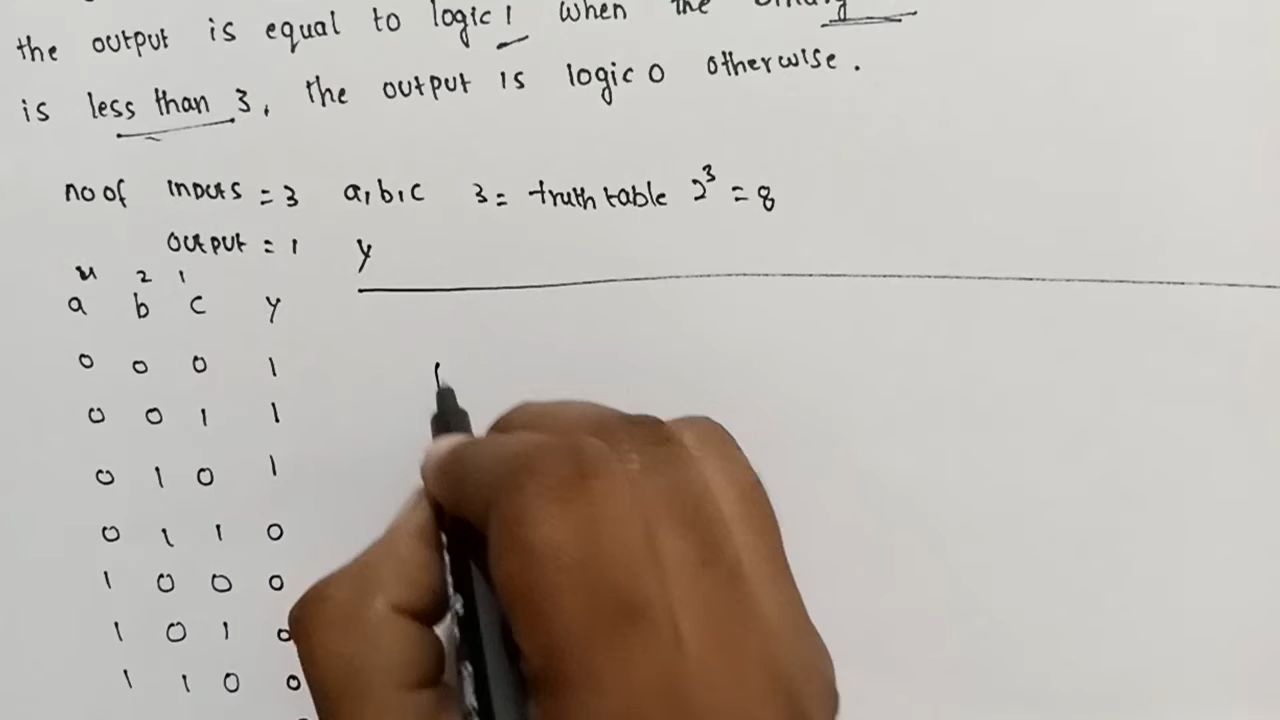 the output is equal to logic 1 when the binary
is less than 3, the output is logic 0 otherwise.
no of inputs = 3 a, b, c 3 = truth table 2³ = 8
output = 1 y
4 2 1
a b c y
0 0 0 1
0 0 1 1
0 1 0 1
0 1 1 0
1 0 0 0
1 0 1 0
1 1 0 0